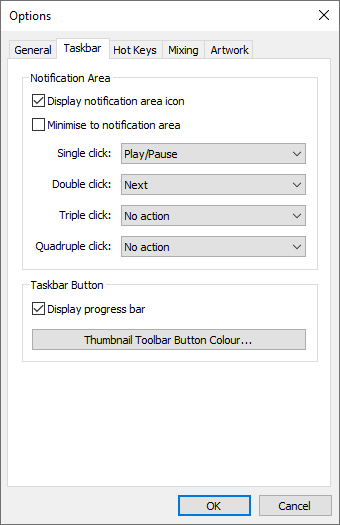 Options
General Taskbar Hot Keys Mixing Artwork
Notification Area
Display notification area icon
Minimise to notification area
Single click: Play/Pause
Double click: Next
Triple click: No action
Quadruple click: No action
Taskbar Button
Display progress bar
Thumbnail Toolbar Button Colour...
OK Cancel